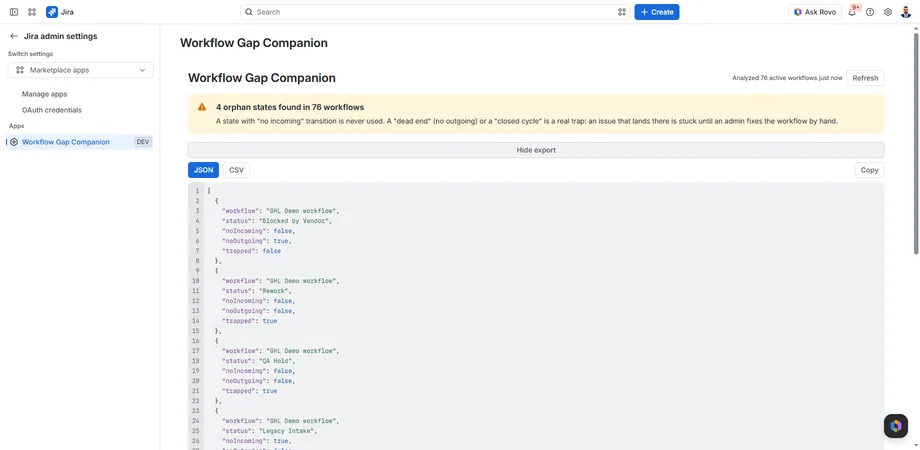 Jira
Search
+ Create
Ask Rovo
9+
Jira admin settings
Switch settings
Marketplace apps
Manage apps
OAuth credentials
Apps
Workflow Gap Companion
DEV
Workflow Gap Companion
Workflow Gap Companion
Analyzed 76 active workflows just now
Refresh
4 orphan states found in 76 workflows
A state with "no incoming" transition is never used. A "dead end" (no outgoing) or a "closed cycle" is a real trap: an issue that lands there is stuck until an admin fixes the workflow by hand.
Hide export
JSON
CSV
Copy
1 [
2 {
3 "workflow": "GHL Demo workflow",
4 "status": "Blocked by Vendor",
5 "noIncoming": false,
6 "noOutgoing": true,
7 "trapped": false
8 },
9 {
10 "workflow": "GHL Demo workflow",
11 "status": "Rework",
12 "noIncoming": false,
13 "noOutgoing": false,
14 "trapped": true
15 },
16 {
17 "workflow": "GHL Demo workflow",
18 "status": "QA Hold",
19 "noIncoming": false,
20 "noOutgoing": false,
21 "trapped": true
22 },
23 {
24 "workflow": "GHL Demo workflow",
25 "status": "Legacy Intake",
26 "noIncoming": true,